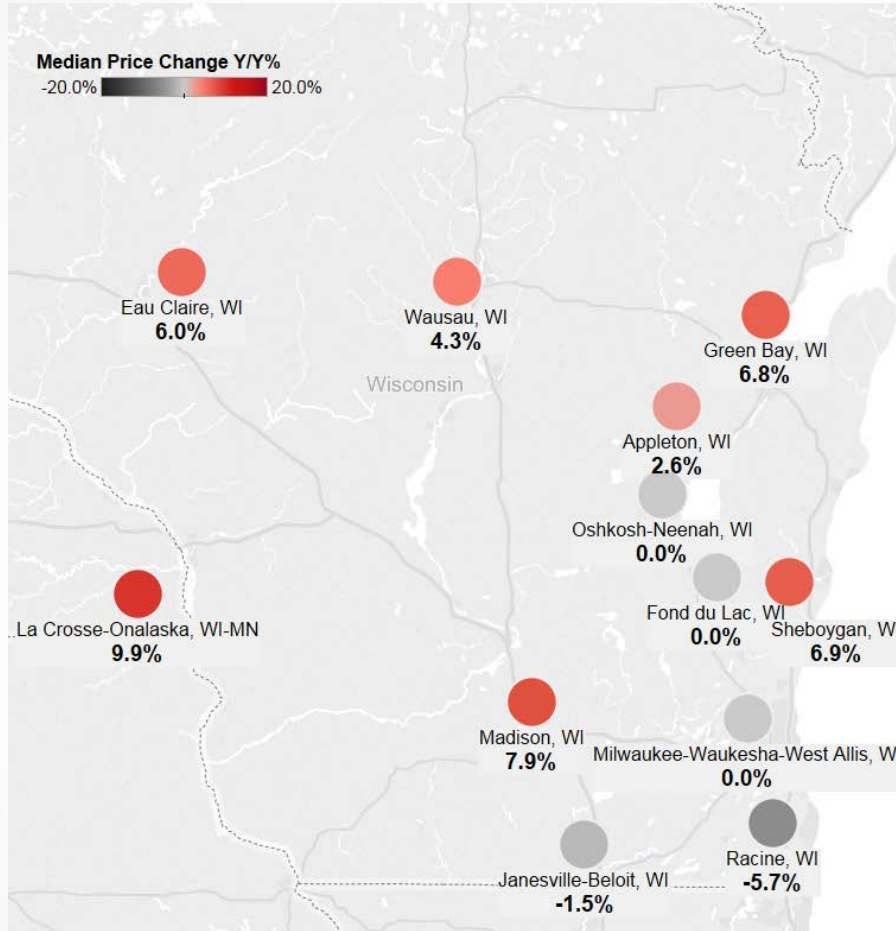 Median Price Change Y/Y%
-20.0% 20.0%
Eau Claire, WI
6.0%
Wausau, WI
4.3%
Green Bay, WI
6.8%
Wisconsin
Appleton, WI
2.6%
Oshkosh-Neenah, WI
0.0%
Fond du Lac, WI
0.0%
Sheboygan, WI
6.9%
La Crosse-Onalaska, WI-MN
9.9%
Madison, WI
7.9%
Milwaukee-Waukesha-West Allis, W
0.0%
Racine, WI
-5.7%
Janesville-Beloit, WI
-1.5%